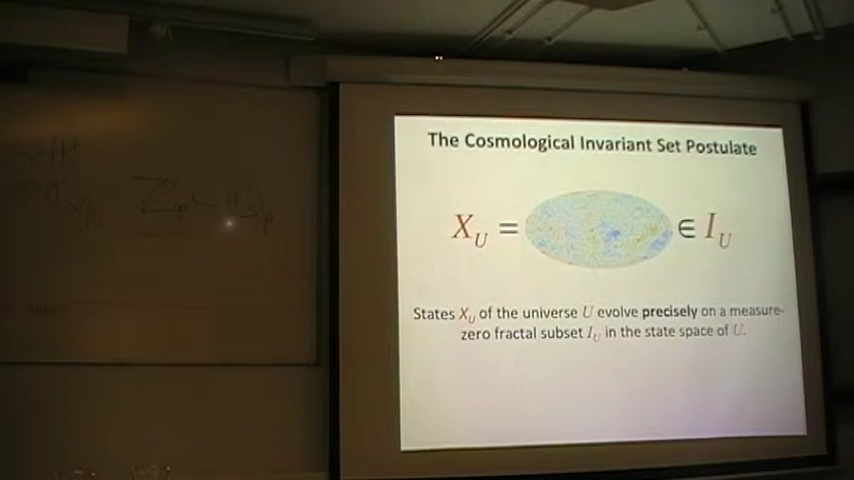 The Cosmological Invariant Set Postulate
X_U = ∈ I_U
States X_U of the universe U evolve precisely on a measure-
zero fractal subset I_U in the state space of U.